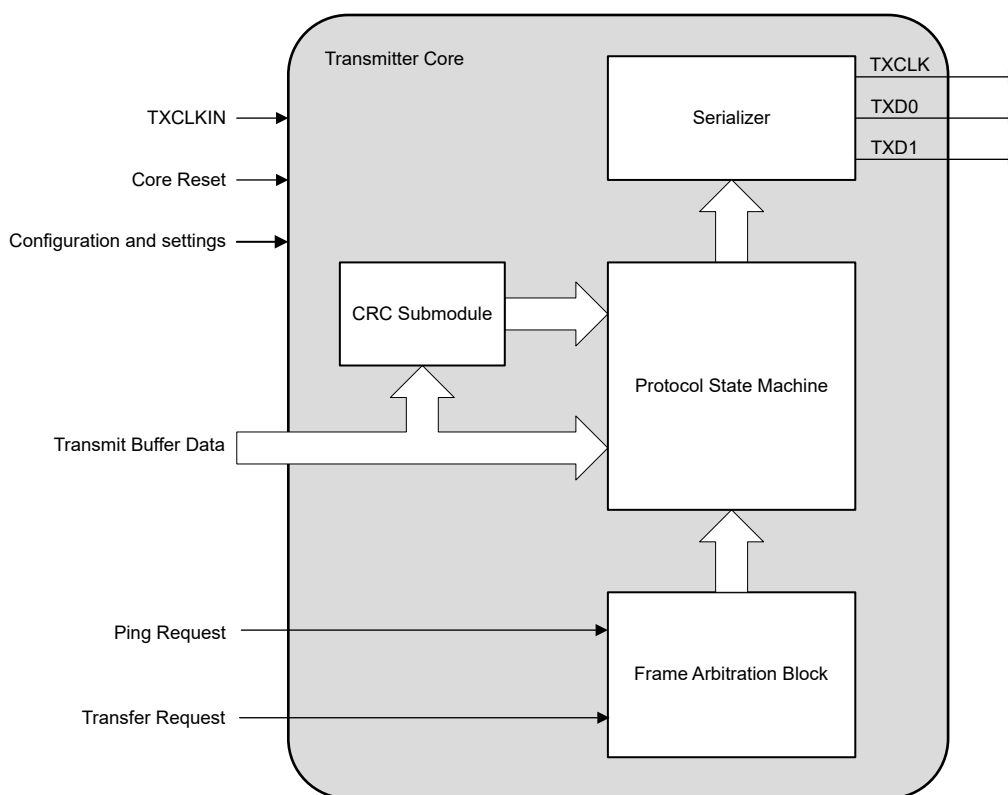 Transmitter Core
TXCLK
TXD0
TXD1
Serializer
TXCLKIN
Core Reset
Configuration and settings
CRC Submodule
Protocol State Machine
Transmit Buffer Data
Ping Request
Frame Arbitration Block
Transfer Request